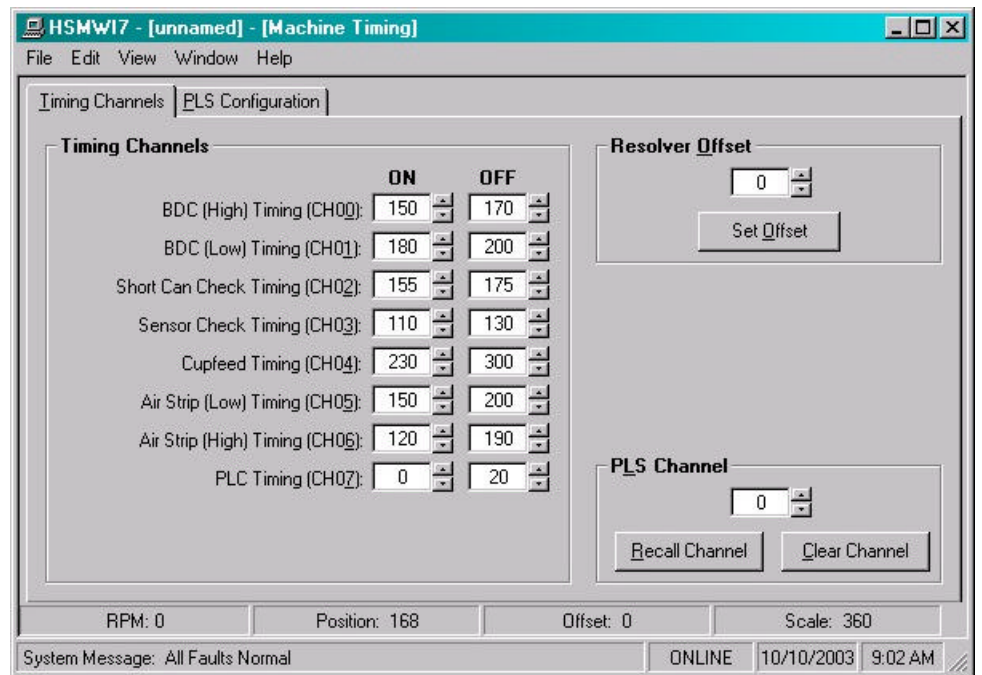 HSMWI7 - [unnamed] - [Machine Timing]
File Edit View Window Help
Timing Channels PLS Configuration
Timing Channels
ON OFF
BDC (High) Timing (CH00): 150 170
BDC (Low) Timing (CH01): 180 200
Short Can Check Timing (CH02): 155 175
Sensor Check Timing (CH03): 110 130
Cupfeed Timing (CH04): 230 300
Air Strip (Low) Timing (CH05): 150 200
Air Strip (High) Timing (CH06): 120 190
PLC Timing (CH07): 0 20
Resolver Offset
0
Set Offset
PLS Channel
0
Recall Channel Clear Channel
RPM: 0 Position: 168 Offset: 0 Scale: 360
System Message: All Faults Normal ONLINE 10/10/2003 9:02 AM